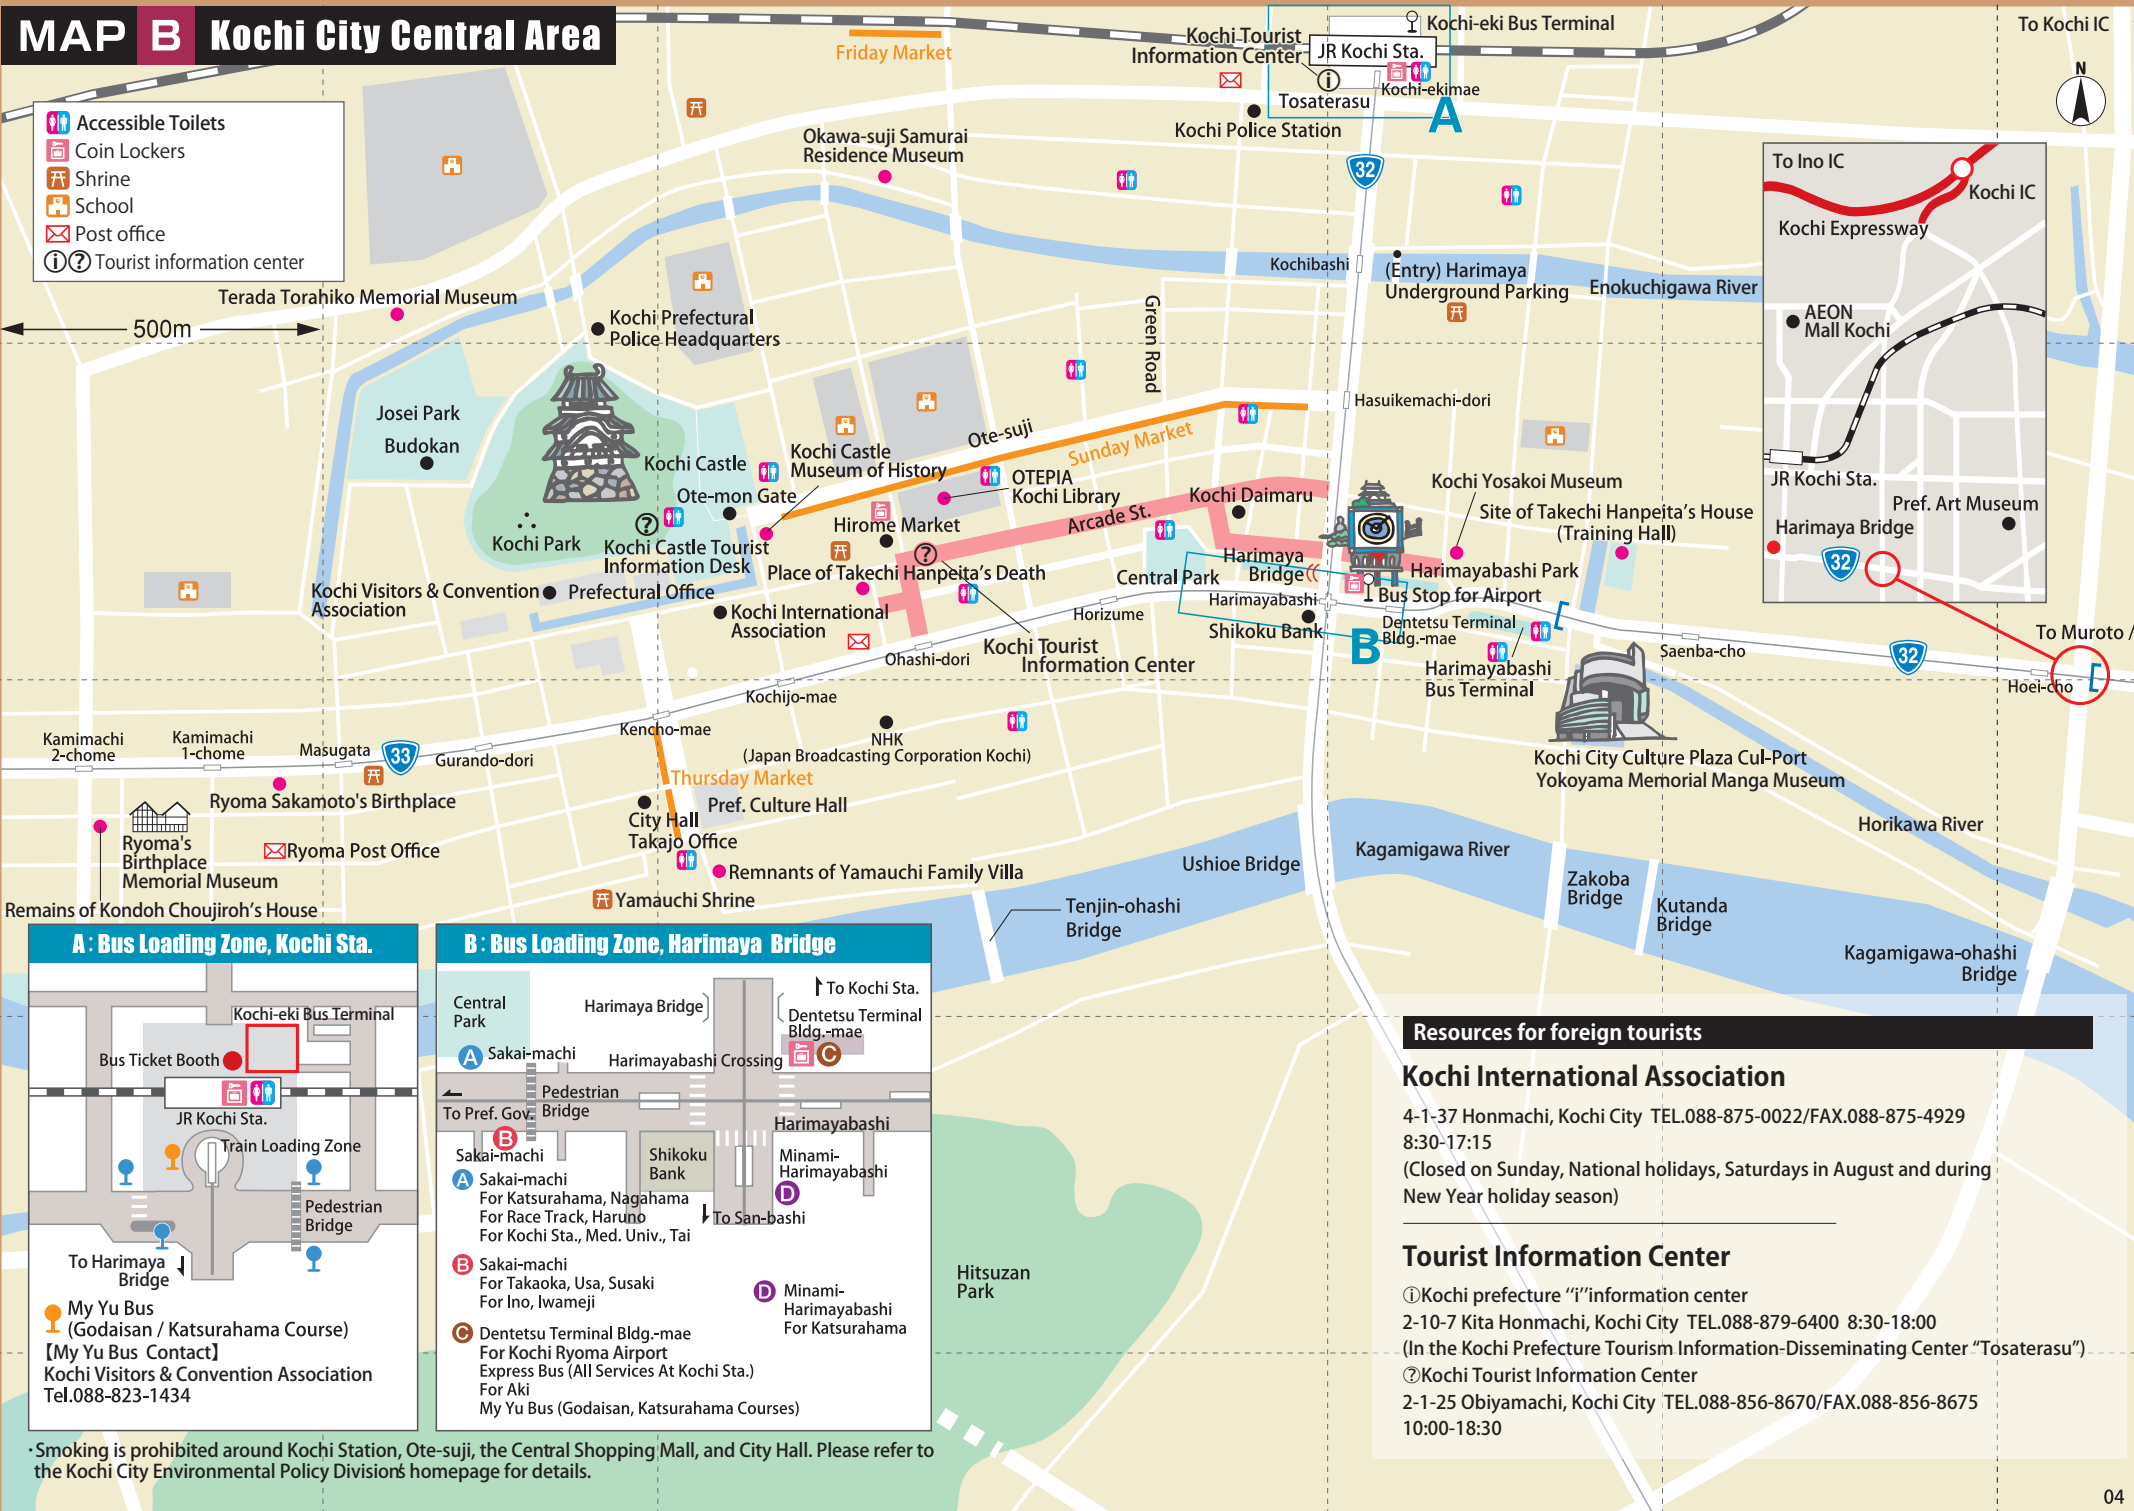 MAP B Kochi City Central Area
Accessible Toilets
Coin Lockers
Shrine
School
Post office
Tourist information center
500m
Friday Market
Kochi Tourist
Information Center
Kochi-eki Bus Terminal
JR Kochi Sta.
Kochi-ekimae
Tosaterasu
A
Kochi Police Station
To Kochi IC
N
Okawa-suji Samurai
Residence Museum
32
Terada Torahiko Memorial Museum
Kochi Prefectural
Police Headquarters
Green Road
Kochibashi
(Entry) Harimaya
Underground Parking
Enokuchigawa River
To Ino IC
Kochi IC
Kochi Expressway
AEON
Mall Kochi
JR Kochi Sta.
Pref. Art Museum
Harimaya Bridge
32
Josei Park
Budokan
Kochi Castle
Ote-mon Gate
Kochi Castle
Museum of History
Ote-suji
Sunday Market
Hasuikemachi-dori
OTEPIA
Kochi Library
Kochi Daimaru
Arcade St.
Hirome Market
Kochi Park
Kochi Castle Tourist
Information Desk
Kochi Yosakoi Museum
Site of Takechi Hanpeita's House
(Training Hall)
Kochi Visitors & Convention
Association
Prefectural Office
Place of Takechi Hanpeita's Death
Kochi International
Association
Central Park
Harimaya
Bridge
Harimayabashi Park
Harimayabashi
Bus Stop for Airport
Horizume
Shikoku Bank
B
Dentetsu Terminal
Bldg.-mae
Ohashi-dori
Kochi Tourist
Information Center
Harimayabashi
Bus Terminal
Saenba-cho
32
To Muroto /
Hoei-cho
Kochijo-mae
Kencho-mae
NHK
(Japan Broadcasting Corporation Kochi)
Kamimachi
2-chome
Kamimachi
1-chome
Masugata
33
Gurando-dori
Thursday Market
Kochi City Culture Plaza Cul-Port
Yokoyama Memorial Manga Museum
Ryoma Sakamoto's Birthplace
Pref. Culture Hall
City Hall
Takajo Office
Ryoma's
Birthplace
Memorial Museum
Ryoma Post Office
Remnants of Yamauchi Family Villa
Yamauchi Shrine
Remains of Kondoh Choujiroh's House
Ushioe Bridge
Kagamigawa River
Horikawa River
Zakoba
Bridge
Kutanda
Bridge
Tenjin-ohashi
Bridge
Kagamigawa-ohashi
Bridge
Hitsuzan
Park
A : Bus Loading Zone, Kochi Sta.
Kochi-eki Bus Terminal
Bus Ticket Booth
JR Kochi Sta.
Train Loading Zone
Pedestrian
Bridge
To Harimaya
Bridge
My Yu Bus
(Godaisan / Katsurahama Course)
【My Yu Bus Contact】
Kochi Visitors & Convention Association
Tel.088-823-1434
B : Bus Loading Zone, Harimaya Bridge
Central
Park
Harimaya Bridge
To Kochi Sta.
Dentetsu Terminal
Bldg.-mae
A Sakai-machi
Harimayabashi Crossing
C
Pedestrian
Bridge
To Pref. Gov.
Harimayabashi
B
Sakai-machi
Shikoku
Bank
Minami-
Harimayabashi
D
To San-bashi
A Sakai-machi
For Katsurahama, Nagahama
For Race Track, Haruno
For Kochi Sta., Med. Univ., Tai
B Sakai-machi
For Takaoka, Usa, Susaki
For Ino, Iwameji
C Dentetsu Terminal Bldg.-mae
For Kochi Ryoma Airport
Express Bus (All Services At Kochi Sta.)
For Aki
My Yu Bus (Godaisan, Katsurahama Courses)
D Minami-
Harimayabashi
For Katsurahama
・Smoking is prohibited around Kochi Station, Ote-suji, the Central Shopping Mall, and City Hall. Please refer to
the Kochi City Environmental Policy Division's homepage for details.
Resources for foreign tourists
Kochi International Association
4-1-37 Honmachi, Kochi City TEL.088-875-0022/FAX.088-875-4929
8:30-17:15
(Closed on Sunday, National holidays, Saturdays in August and during
New Year holiday season)
Tourist Information Center
ⓘKochi prefecture "i"information center
2-10-7 Kita Honmachi, Kochi City TEL.088-879-6400 8:30-18:00
(In the Kochi Prefecture Tourism Information-Disseminating Center "Tosaterasu")
?Kochi Tourist Information Center
2-1-25 Obiyamachi, Kochi City TEL.088-856-8670/FAX.088-856-8675
10:00-18:30
04